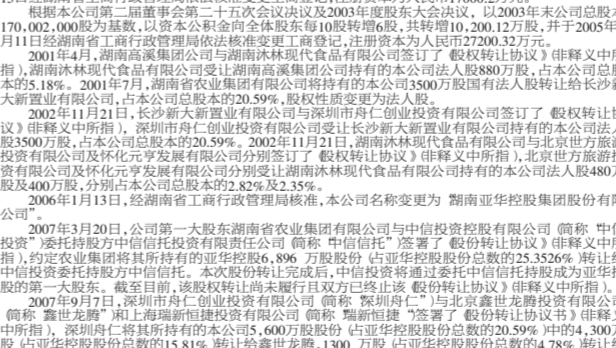 根据本公司第二届董事会第二十五次会议决议及2003年度股东大会决议，以2003年末公司总股本
170,002,000股为基数，以资本公积金向全体股东每10股转增6股，共转增10,200.12万股，并于2005年
月11日经湖南省工商行政管理局依法核准变更工商登记，注册资本为人民币27200.32万元。
2001年4月，湖南高溪集团公司与湖南沐林现代食品有限公司签订了《股权转让协议》（非释义中所
指），湖南沐林现代食品有限公司受让湖南高溪集团公司持有的本公司法人股880万股，占本公司总股
本的5.18%。2001年7月，湖南省农业集团有限公司将持有的本公司3500万股国有法人股转让给长沙新
大新置业有限公司，占本公司总股本的20.59%，股权性质变更为法人股。
2002年11月21日，长沙新大新置业有限公司与深圳市舟仁创业投资有限公司签订了《股权转让协
议》（非释义中所指），深圳市舟仁创业投资有限公司受让长沙新大新置业有限公司持有的本公司法人
股3500万股，占本公司总股本的20.59%。2002年11月21日，湖南沐林现代食品有限公司与北京世方旅游
投资有限公司及怀化元亨发展有限公司分别签订了《股权转让协议》（非释义中所指），北京世方旅游投
资有限公司及怀化元亨发展有限公司分别受让湖南沐林现代食品有限公司持有的本公司法人股480万
股及400万股，分别占本公司总股本的2.82%及2.35%。
2006年1月13日，经湖南省工商行政管理局核准，本公司名称变更为“湖南亚华控股集团股份有限
公司”。
2007年3月20日，公司第一大股东湖南省农业集团有限公司与中信投资控股有限公司（简称“中信
投资”）委托持股方中信信托投资有限责任公司（简称“中信信托”）签署了《股份转让协议》（非释义中所
指），约定农业集团将其所持有的亚华控股6,896 万股股份（占亚华控股股份总数的25.3526%）转让给
中信投资委托持股方中信信托。本次股份转让完成后，中信投资将通过委托中信信托持股成为亚华控
股的第一大股东。截至目前，该股权转让尚未履行且双方已终止该《股份转让协议》（非释义中所指）。
2007年9月7日，深圳市舟仁创业投资有限公司（简称“深圳舟仁”）与北京鑫世龙腾投资有限公司
（简称“鑫世龙腾”）和上海瑞新恒捷投资有限公司（简称“瑞新恒捷”）签署了《股份转让协议书》（非释义
中所指），深圳舟仁将其所持有的本公司5,600万股股份（占亚华控股股份总数的20.59%）中的4,300万
股（占亚华控股股份总数的15.81%）转让给鑫世龙腾，1300 万股（占亚华控股股份总数的4.78%）转让给